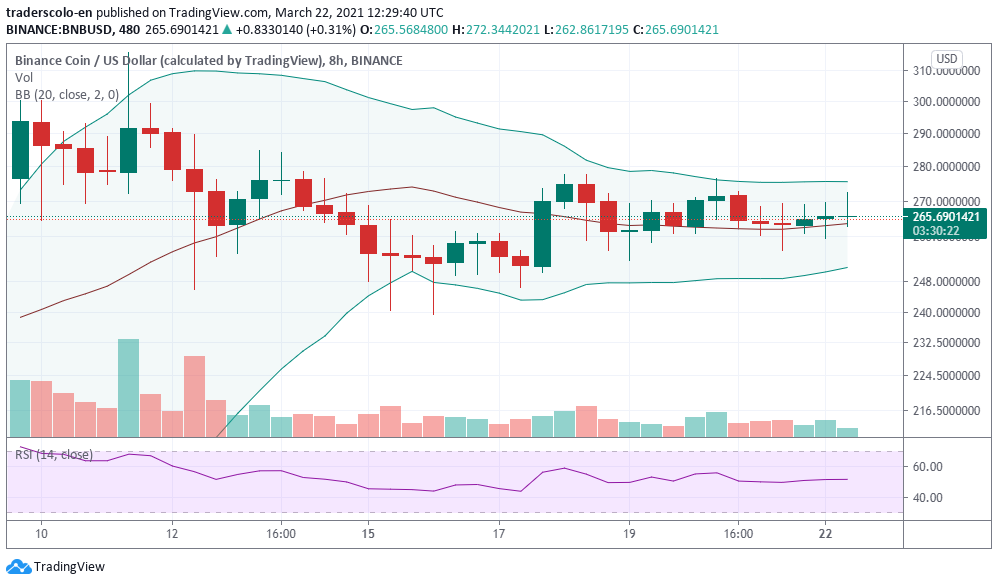 traderscolo-en published on TradingView.com, March 22, 2021 12:29:40 UTC
BINANCE:BNBUSD, 480 265.6901421 ▲ +0.8330140 (+0.31%) O:265.5684800 H:272.3442021 L:262.8617195 C:265.6901421
Binance Coin / US Dollar (calculated by TradingView), 8h, BINANCE
Vol
BB (20, close, 2, 0)
USD
310.0000000
300.0000000
290.0000000
280.0000000
270.0000000
265.6901421
03:30:22
248.0000000
240.0000000
232.5000000
224.5000000
216.5000000
RSI (14, close)
60.00
40.00
10 12 16:00 15 17 19 16:00 22
TradingView